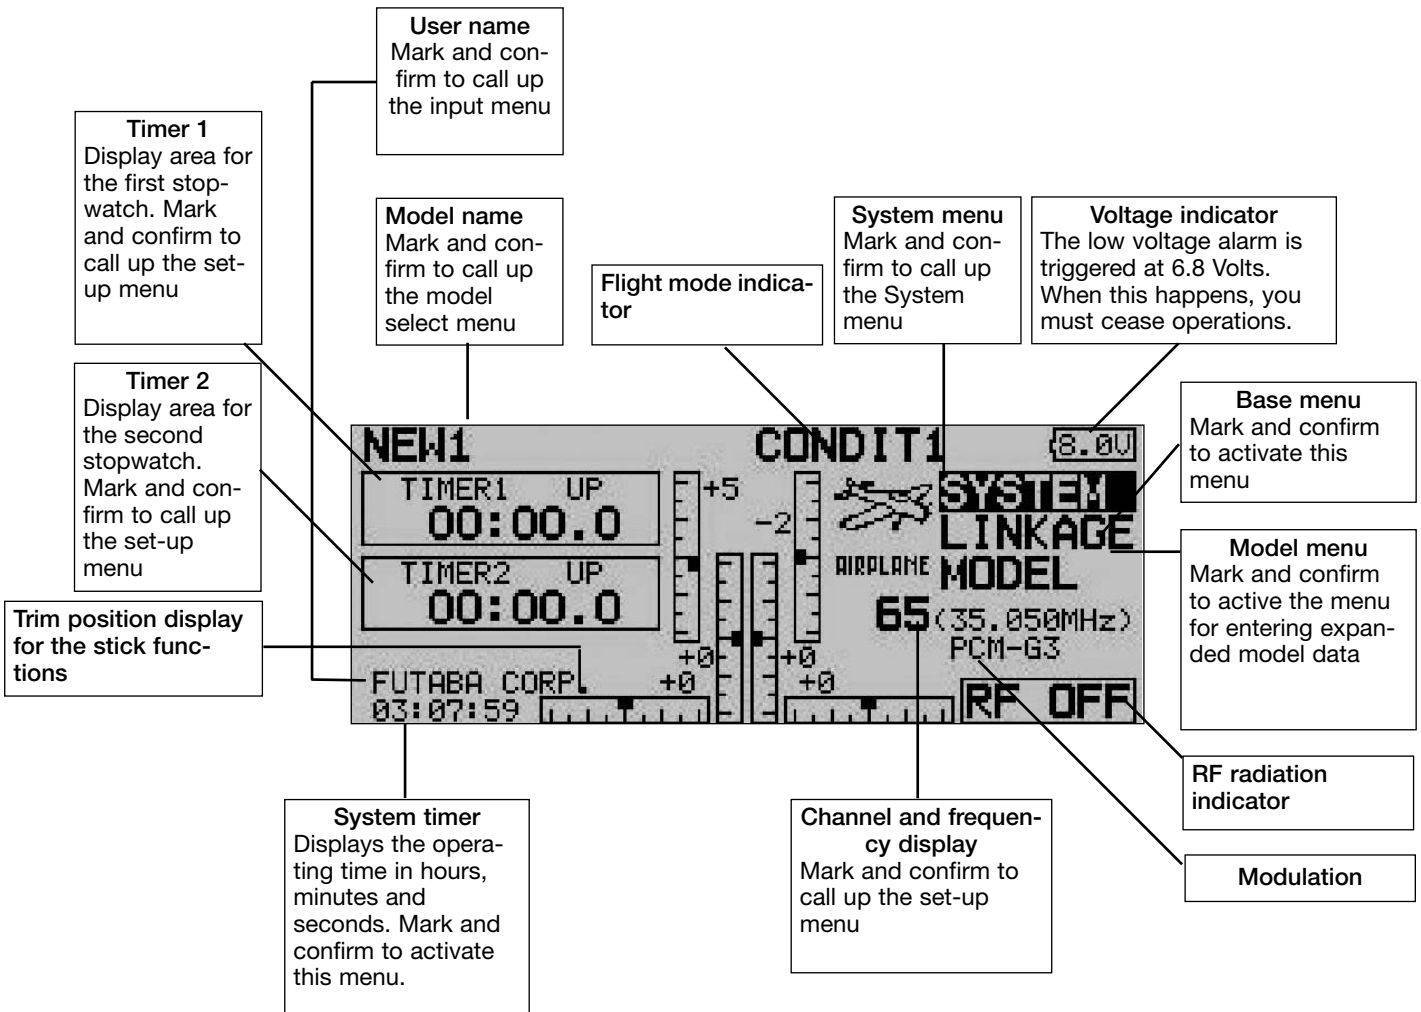 User name
Mark and con-
firm to call up
the input menu
Timer 1
Display area for
the first stop-
watch. Mark
and confirm to
call up the set-
up menu
Model name
Mark and con-
firm to call up
the model
select menu
Flight mode indica-
tor
System menu
Mark and con-
firm to call up
the System
menu
Voltage indicator
The low voltage alarm is
triggered at 6.8 Volts.
When this happens, you
must cease operations.
Timer 2
Display area for
the second
stopwatch.
Mark and con-
firm to call up
the set-up
menu
Base menu
Mark and confirm
to activate this
menu
Model menu
Mark and confirm
to active the menu
for entering expan-
ded model data
Trim position display
for the stick func-
tions
NEW1
CONDIT1
8.0V
TIMER1 UP
00:00.0
+5
-2
SYSTEM
LINKAGE
AIRPLANE
MODEL
TIMER2 UP
00:00.0
65(35.050MHz)
PCM-G3
+0
+0
+0
+0
FUTABA CORP.
03:07:59
RF OFF
RF radiation
indicator
Modulation
System timer
Displays the opera-
ting time in hours,
minutes and
seconds. Mark and
confirm to activate
this menu.
Channel and frequen-
cy display
Mark and confirm to
call up the set-up
menu